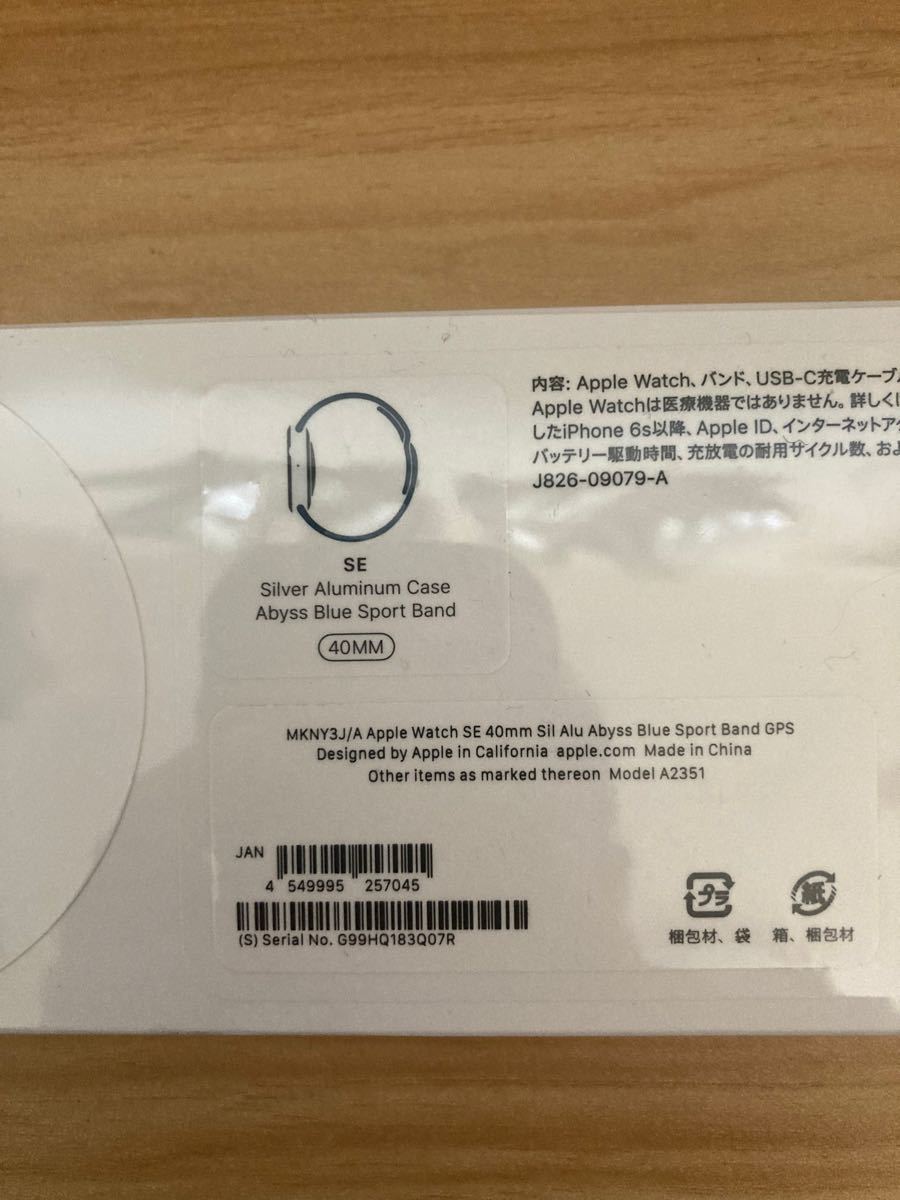 内容: Apple Watch、バンド、USB-C充電ケーブル
Apple Watchは医療機器ではありません。詳しくは
したiPhone 6s以降、Apple ID、インターネットアク
バッテリー駆動時間、充放電の耐用サイクル数、およ
J826-09079-A
SE
Silver Aluminum Case
Abyss Blue Sport Band
40MM
MKNY3J/A Apple Watch SE 40mm Sil Alu Abyss Blue Sport Band GPS
Designed by Apple in California apple.com Made in China
Other items as marked thereon Model A2351
JAN
4 549995 257045
(S) Serial No. G99HQ183Q07R
プラ 紙
梱包材、袋 箱、梱包材